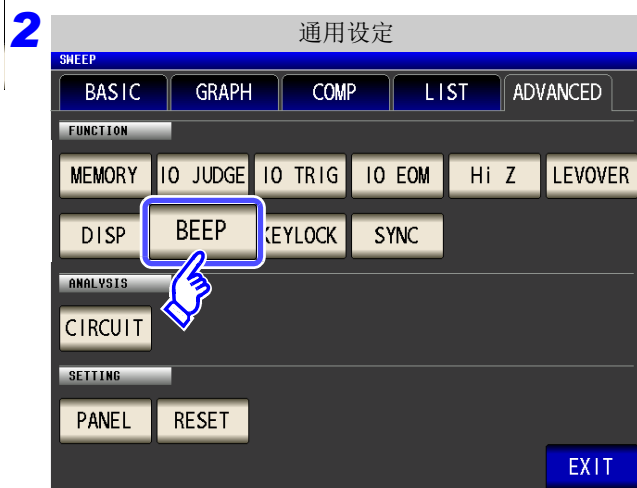 2
通用设定
SWEEP
BASIC GRAPH COMP LIST ADVANCED
FUNCTION
MEMORY IO JUDGE IO TRIG IO EOM Hi Z LEVOVER
DISP BEEP KEYLOCK SYNC
ANALYSIS
CIRCUIT
SETTING
PANEL RESET
EXIT